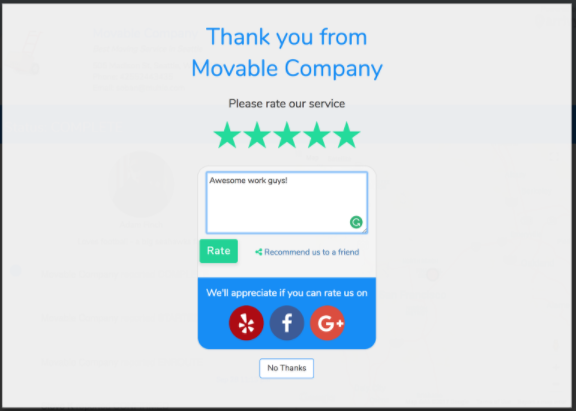 Thank you from
Movable Company
Please rate our service
Awesome work guys!
Rate
Recommend us to a friend
We'll appreciate if you can rate us on
G+
No Thanks